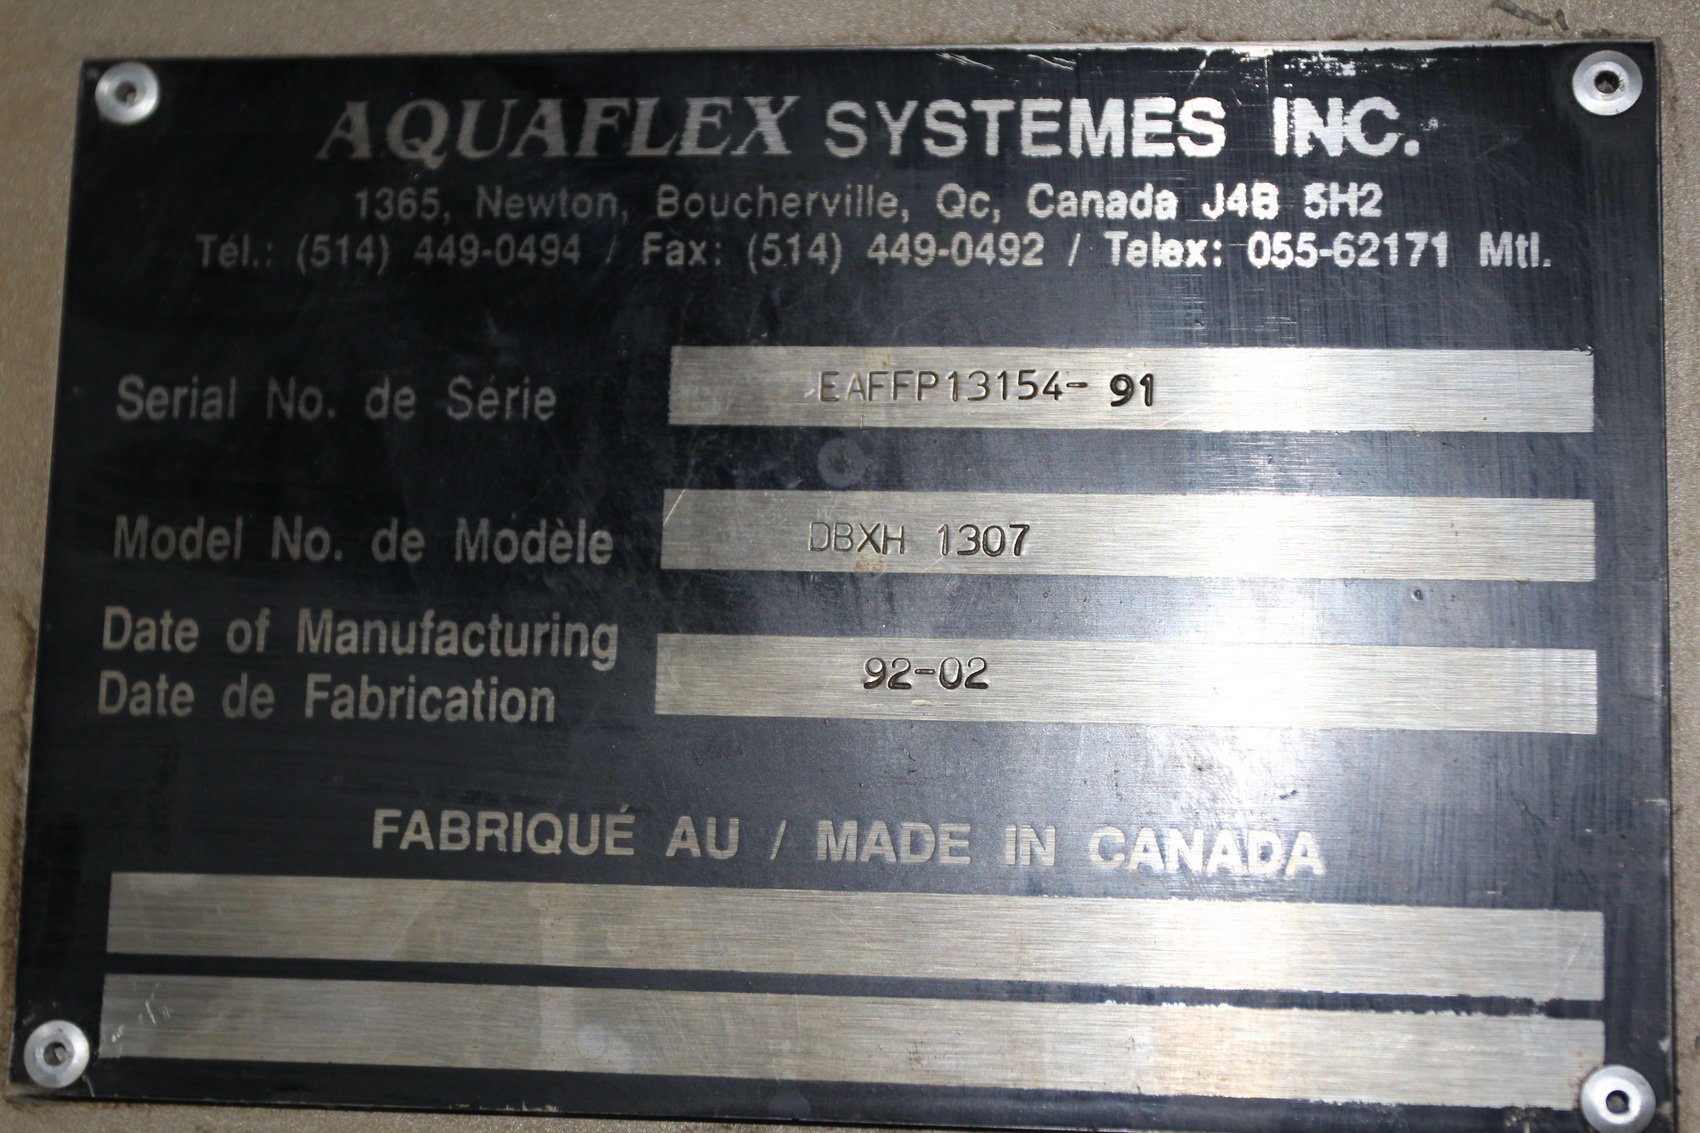 AQUAFLEX SYSTEMES INC.
1365, Newton, Boucherville, Qc, Canada J4B 5H2
Tél.: (514) 449-0494 / Fax: (514) 449-0492 / Telex: 055-62171 Mtl.
Serial No. de Série EAFFP13154-91
Model No. de Modèle DBXH 1307
Date of Manufacturing
Date de Fabrication 92-02
FABRIQUÉ AU / MADE IN CANADA